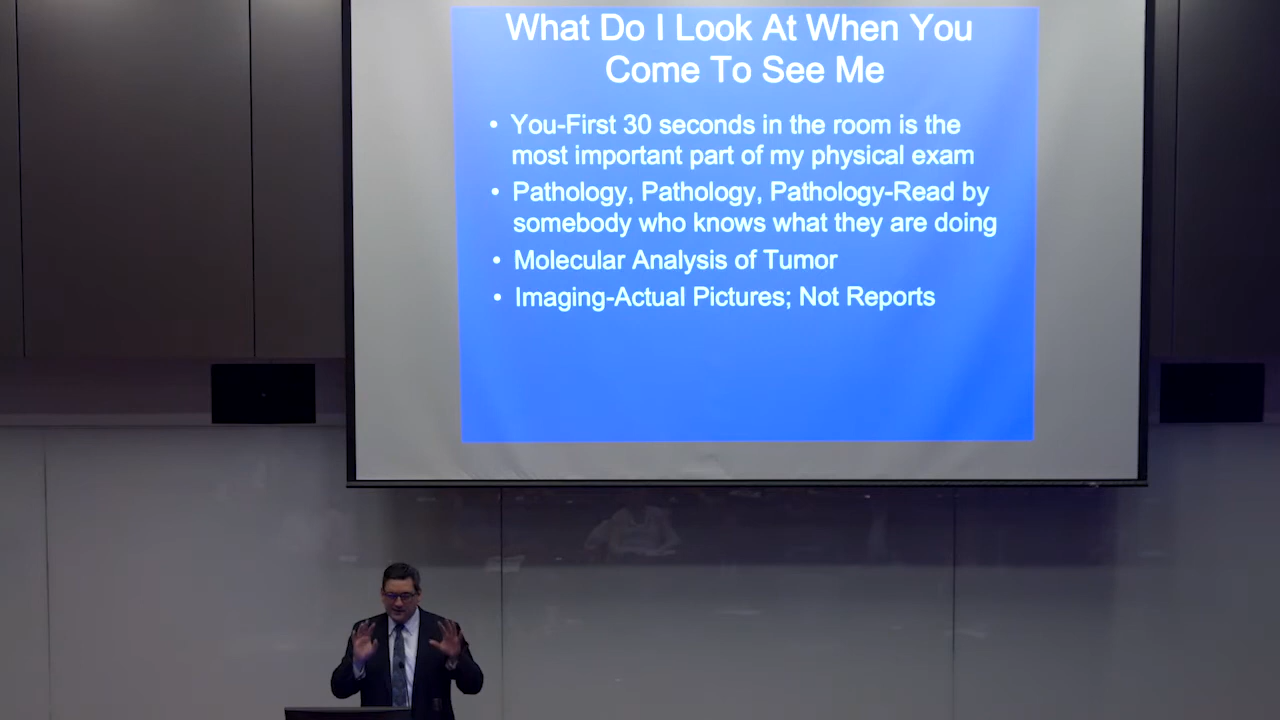 What Do I Look At When You
Come To See Me
• You-First 30 seconds in the room is the
most important part of my physical exam
• Pathology, Pathology, Pathology-Read by
somebody who knows what they are doing
• Molecular Analysis of Tumor
• Imaging-Actual Pictures; Not Reports